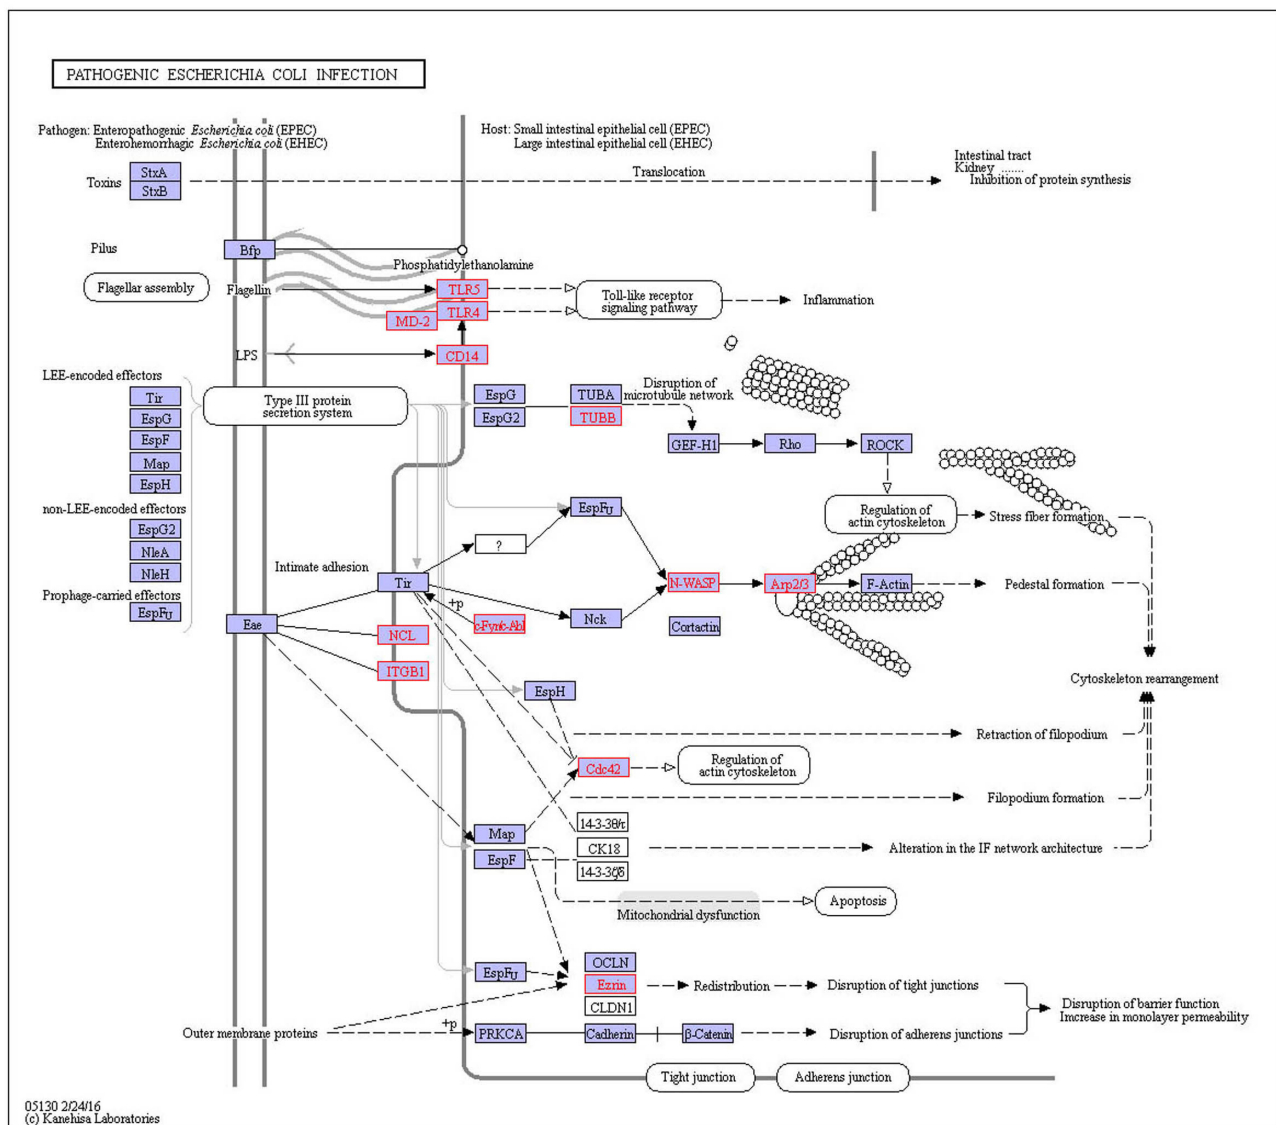 PATHOGENIC ESCHERICHIA COLI INFECTION
Pathogen: Enteropathogenic Escherichia coli (EPEC)
Enterohemorrhagic Escherichia coli (EHEC)
Host: Small intestinal epithelial cell (EPEC)
Large intestinal epithelial cell (EHEC)
Toxins
StxA
StxB
Translocation
Intestinal tract
Kidney .......
Inhibition of protein synthesis
Pilus
Bfp
Phosphatidylethanolamine
Flagellar assembly
Flagellin
TLR5
TLR4
MD-2
Toll-like receptor
signaling pathway
Inflammation
LPS
CD14
LEE-encoded effectors
Tir
EspG
EspF
Map
EspH
Type III protein
secretion system
EspG
EspG2
TUBA
TUBB
Disruption of
microtubule network
GEF-H1
Rho
ROCK
non-LEE-encoded effectors
EspG2
NleA
NleH
Prophage-carried effectors
EspFU
EspFU
Regulation of
actin cytoskeleton
Stress fiber formation
?
Intimate adhesion
Tir
N-WASP
Arp2/3
F-Actin
Pedestal formation
+p
c-Fyn/c-Abl
Nck
Cortactin
Eae
NCL
ITGB1
Cytoskeleton rearrangement
EspH
Retraction of filopodium
Cdc42
Regulation of
actin cytoskeleton
Filopodium formation
Map
EspF
14-3-3θ/τ
CK18
Alteration in the IF network architecture
Mitochondrial dysfunction
Apoptosis
EspFU
OCLN
Ezrin
CLDN1
Redistribution
Disruption of tight junctions
Disruption of barrier function
Increase in monolayer permeability
Outer membrane proteins
+p
PRKCA
Cadherin
β-Catenin
Disruption of adherens junctions
Tight junction
Adherens junction
05130 2/24/16
(c) Kanehisa Laboratories